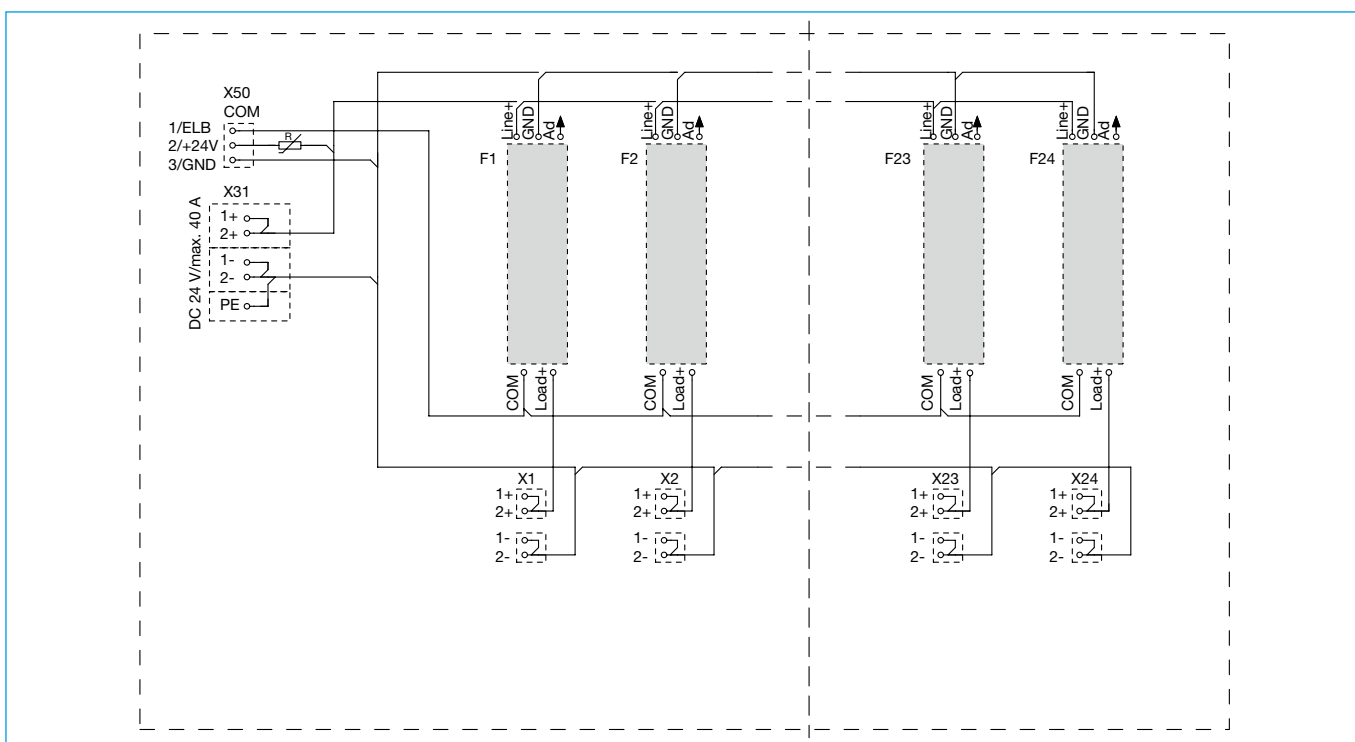 X50
COM
1/ELB
2/+24V
3/GND
R
X31
DC 24 V/max. 40 A
1+
2+
1-
2-
PE
Line+
GND
Ad
F1
COM
Load+
Line+
GND
Ad
F2
COM
Load+
Line+
GND
Ad
F23
COM
Load+
Line+
GND
Ad
F24
COM
Load+
X1
1+
2+
1-
2-
X2
1+
2+
1-
2-
X23
1+
2+
1-
2-
X24
1+
2+
1-
2-